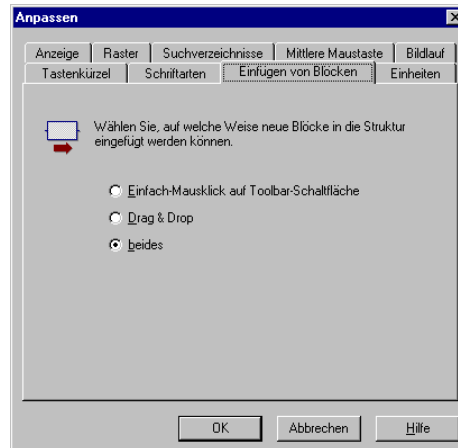 Anpassen
Anzeige Raster Suchverzeichnisse Mittlere Maustaste Bildlauf
Tastenkürzel Schriftarten Einfügen von Blöcken Einheiten
Wählen Sie, auf welche Weise neue Blöcke in die Struktur
eingefügt werden können.
Einfach-Mausklick auf Toolbar-Schaltfläche
Drag & Drop
beides
OK Abbrechen Hilfe